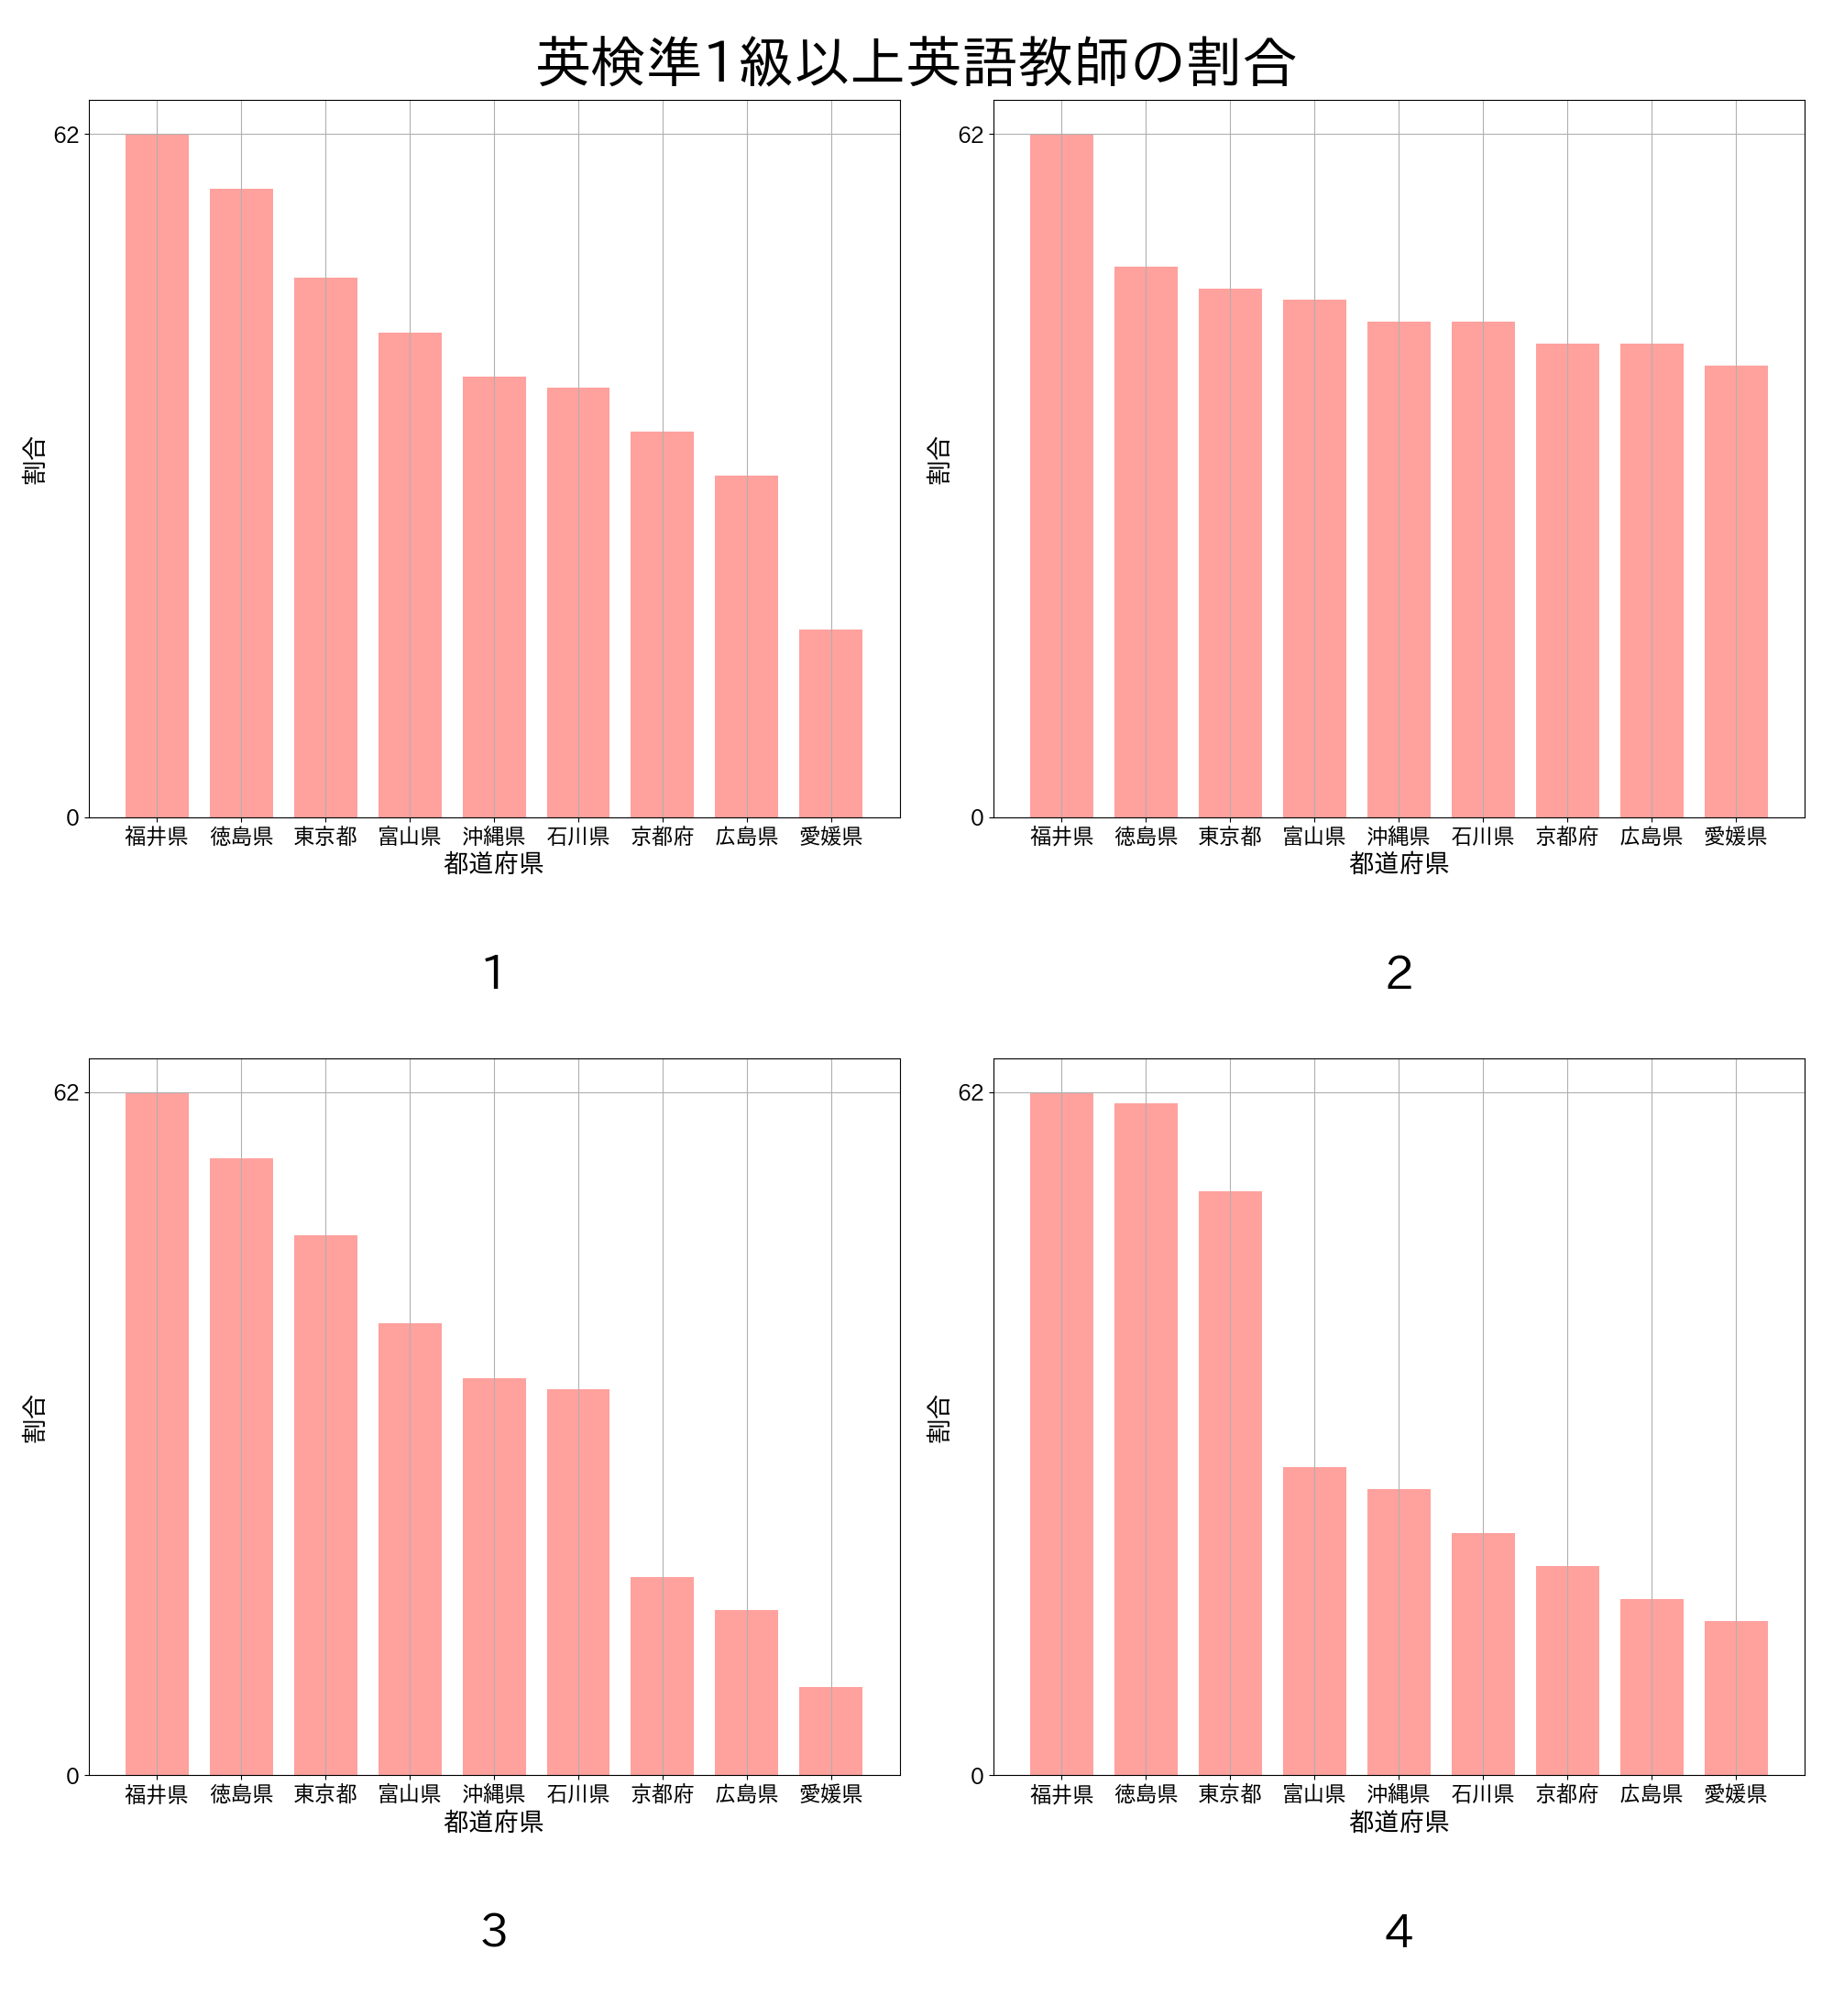 英検準1級以上英語教師の割合
62
0
割合
福井県 徳島県 東京都 富山県 沖縄県 石川県 京都府 広島県 愛媛県
都道府県
1
62
0
割合
福井県 徳島県 東京都 富山県 沖縄県 石川県 京都府 広島県 愛媛県
都道府県
2
62
0
割合
福井県 徳島県 東京都 富山県 沖縄県 石川県 京都府 広島県 愛媛県
都道府県
3
62
0
割合
福井県 徳島県 東京都 富山県 沖縄県 石川県 京都府 広島県 愛媛県
都道府県
4